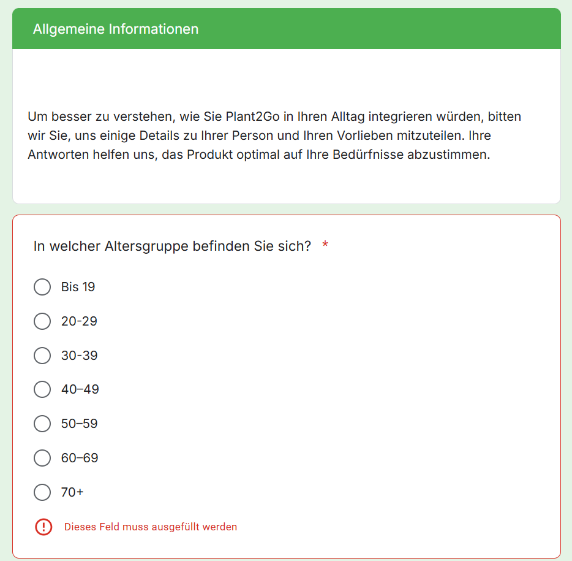 Allgemeine Informationen
Um besser zu verstehen, wie Sie Plant2Go in Ihren Alltag integrieren würden, bitten
wir Sie, uns einige Details zu Ihrer Person und Ihren Vorlieben mitzuteilen. Ihre
Antworten helfen uns, das Produkt optimal auf Ihre Bedürfnisse abzustimmen.
In welcher Altersgruppe befinden Sie sich? *
Bis 19
20-29
30-39
40–49
50–59
60–69
70+
Dieses Feld muss ausgefüllt werden